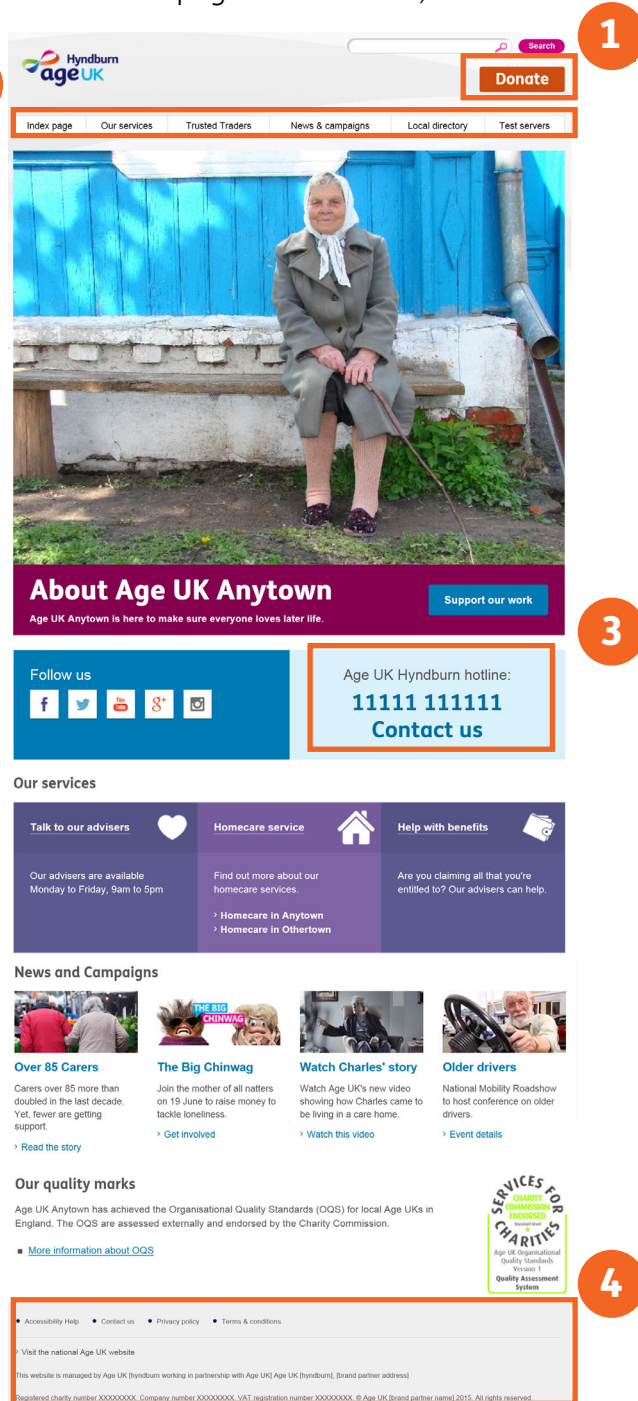 1
Search
Hyndburn
ageUK
Donate
Index page Our services Trusted Traders News & campaigns Local directory Test servers
About Age UK Anytown
Age UK Anytown is here to make sure everyone loves later life.
Support our work
3
Follow us
Age UK Hyndburn hotline:
11111 111111
Contact us
Our services
Talk to our advisers
Our advisers are available
Monday to Friday, 9am to 5pm
Homecare service
Find out more about our
homecare services.
› Homecare in Anytown
› Homecare in Othertown
Help with benefits
Are you claiming all that you're
entitled to? Our advisers can help.
News and Campaigns
Over 85 Carers
Carers over 85 more than
doubled in the last decade.
Yet, fewer are getting
support.
› Read the story
THE BIG
CHINWAG
The Big Chinwag
Join the mother of all natters
on 19 June to raise money to
tackle loneliness.
› Get involved
Watch Charles' story
Watch Age UK's new video
showing how Charles came to
be living in a care home.
› Watch this video
Older drivers
National Mobility Roadshow
to host conference on older
drivers.
› Event details
Our quality marks
Age UK Anytown has achieved the Organisational Quality Standards (OQS) for local Age UKs in
England. The OQS are assessed externally and endorsed by the Charity Commission.
More information about OQS
SERVICES FOR
CHARITY
COMMISSION
ENDORSED
Standard level
CHARITIES
Age UK Organisational
Quality Standards
Version 1
Quality Assessment
System
4
Accessibility Help Contact us Privacy policy Terms & conditions
› Visit the national Age UK website
This website is managed by Age UK [hyndburn working in partnership with Age UK] Age UK [hyndburn], [brand partner address]
Registered charity number XXXXXXXX. Company number XXXXXXXX. VAT registration number XXXXXXXX. © Age UK [brand partner name] 2015. All rights reserved.